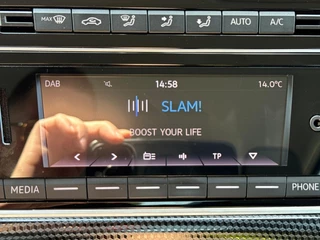 MAX AUTO A/C
DAB 14:58 14.0°C
SLAM!
BOOST YOUR LIFE
TP
MEDIA PHONE